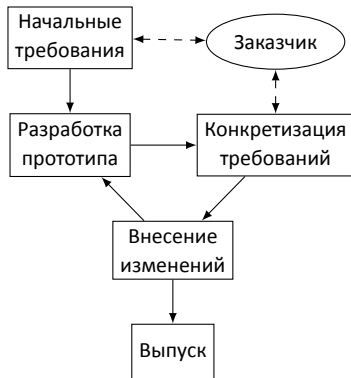 Начальные
требования
Заказчик
Разработка
прототипа
Конкретизация
требований
Внесение
изменений
Выпуск